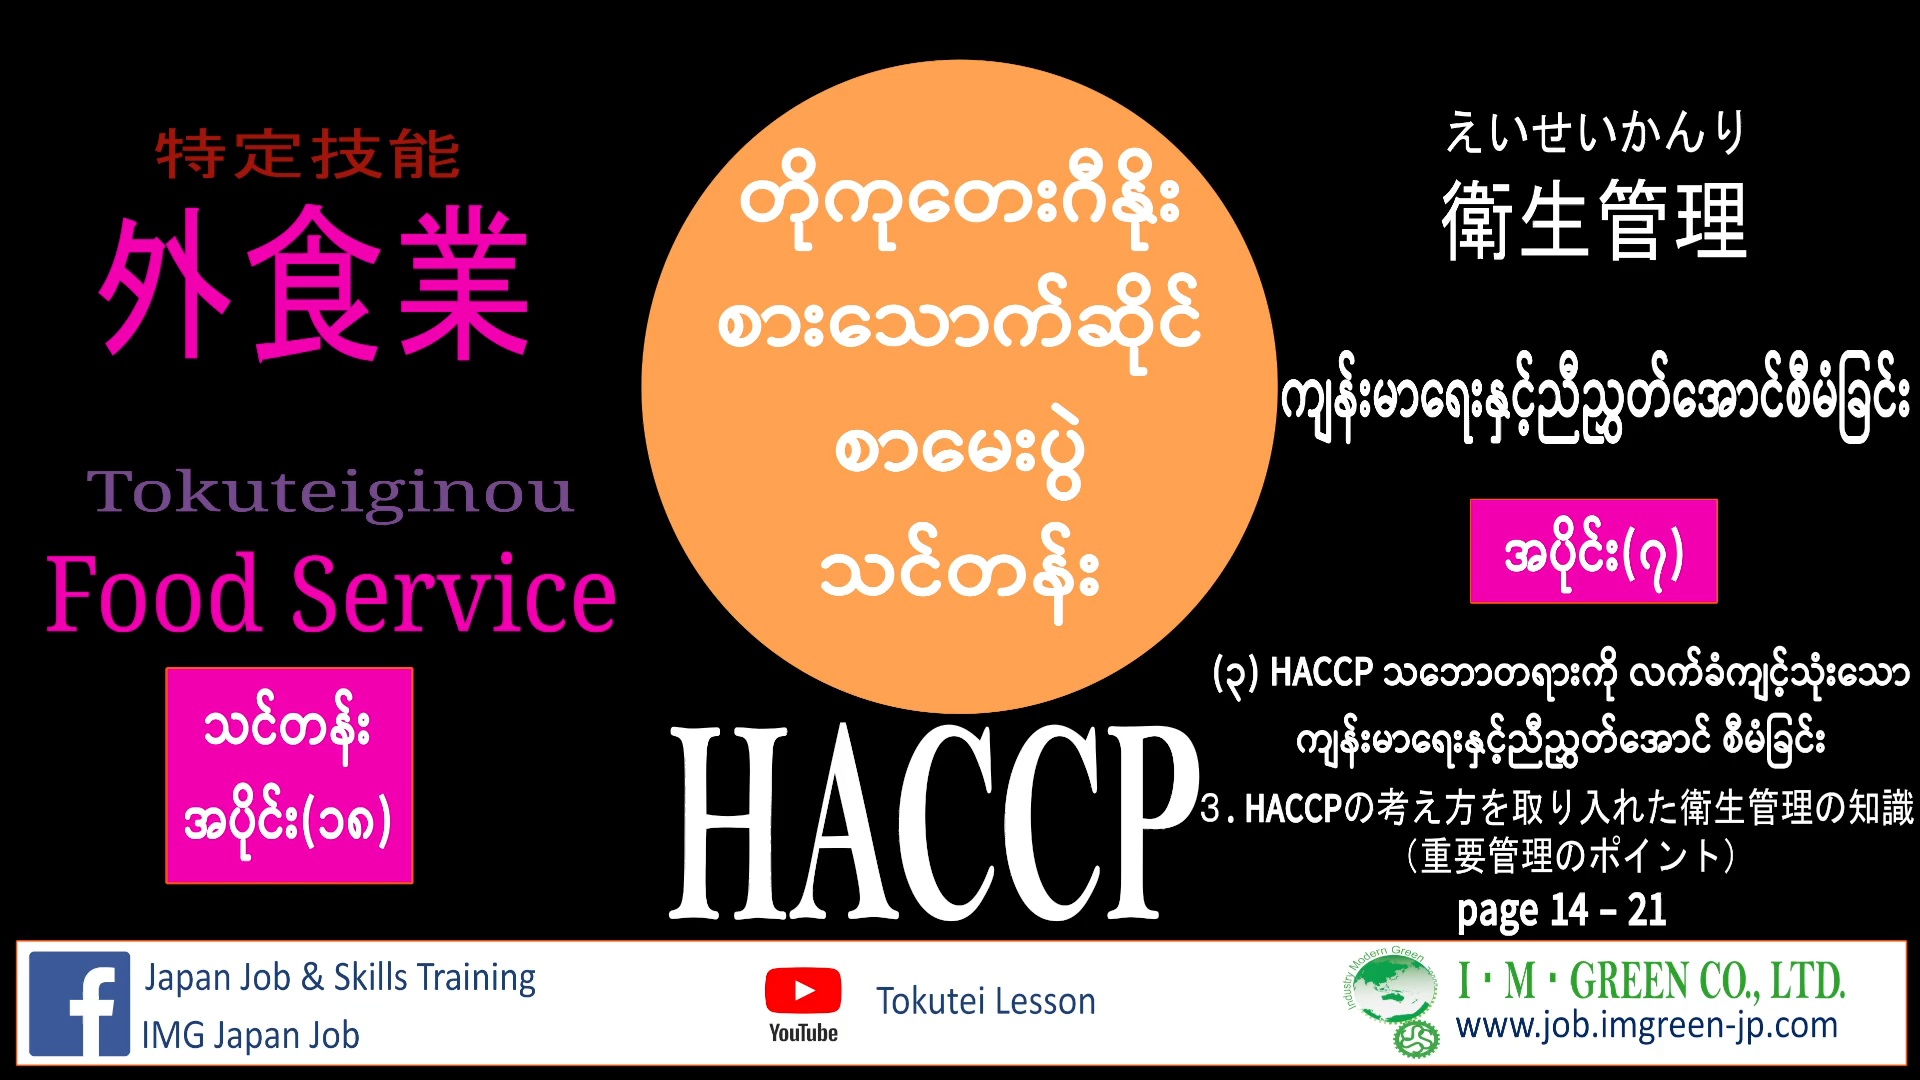 特定技能
外食業
Tokuteiginou
Food Service
သင်တန်း
အပိုင်း(၁၈)
တိုကုတေးဂီနိုး
စားသောက်ဆိုင်
စာမေးပွဲ
သင်တန်း
HACCP
えいせいかんり
衛生管理
ကျန်းမာရေးနှင့်ညီညွှတ်အောင်စီမံခြင်း
အပိုင်း(၇)
(၃) HACCP သဘောတရားကို လက်ခံကျင့်သုံးသော
ကျန်းမာရေးနှင့်ညီညွှတ်အောင် စီမံခြင်း
３. HACCPの考え方を取り入れた衛生管理の知識
（重要管理のポイント）
page 14 – 21
Japan Job & Skills Training
IMG Japan Job
YouTube
Tokutei Lesson
Industry Modern Green
I・M・GREEN CO., LTD.
www.job.imgreen-jp.com